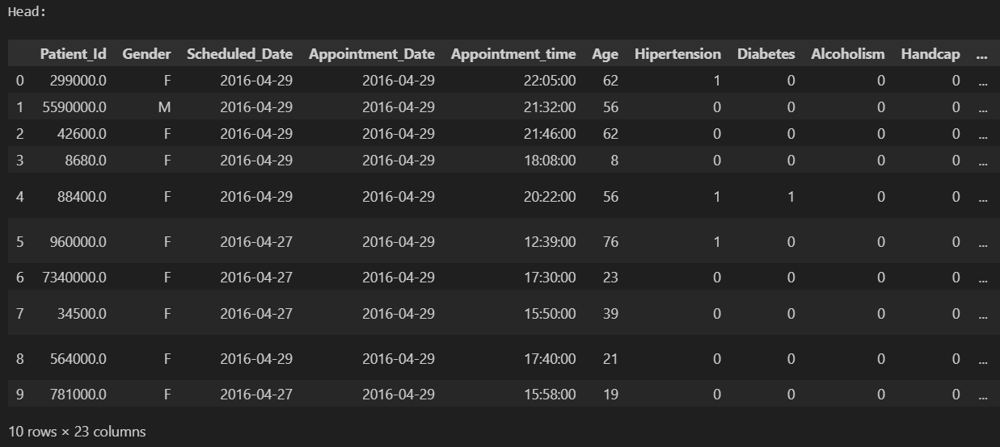 Head:
Patient_Id Gender Scheduled_Date Appointment_Date Appointment_time Age Hipertension Diabetes Alcoholism Handcap ...
0 299000.0 F 2016-04-29 2016-04-29 22:05:00 62 1 0 0 0 ...
1 5590000.0 M 2016-04-29 2016-04-29 21:32:00 56 0 0 0 0 ...
2 42600.0 F 2016-04-29 2016-04-29 21:46:00 62 0 0 0 0 ...
3 8680.0 F 2016-04-29 2016-04-29 18:08:00 8 0 0 0 0 ...
4 88400.0 F 2016-04-29 2016-04-29 20:22:00 56 1 1 0 0 ...
5 960000.0 F 2016-04-27 2016-04-29 12:39:00 76 1 0 0 0 ...
6 7340000.0 F 2016-04-27 2016-04-29 17:30:00 23 0 0 0 0 ...
7 34500.0 F 2016-04-27 2016-04-29 15:50:00 39 0 0 0 0 ...
8 564000.0 F 2016-04-29 2016-04-29 17:40:00 21 0 0 0 0 ...
9 781000.0 F 2016-04-27 2016-04-29 15:58:00 19 0 0 0 0 ...
10 rows × 23 columns